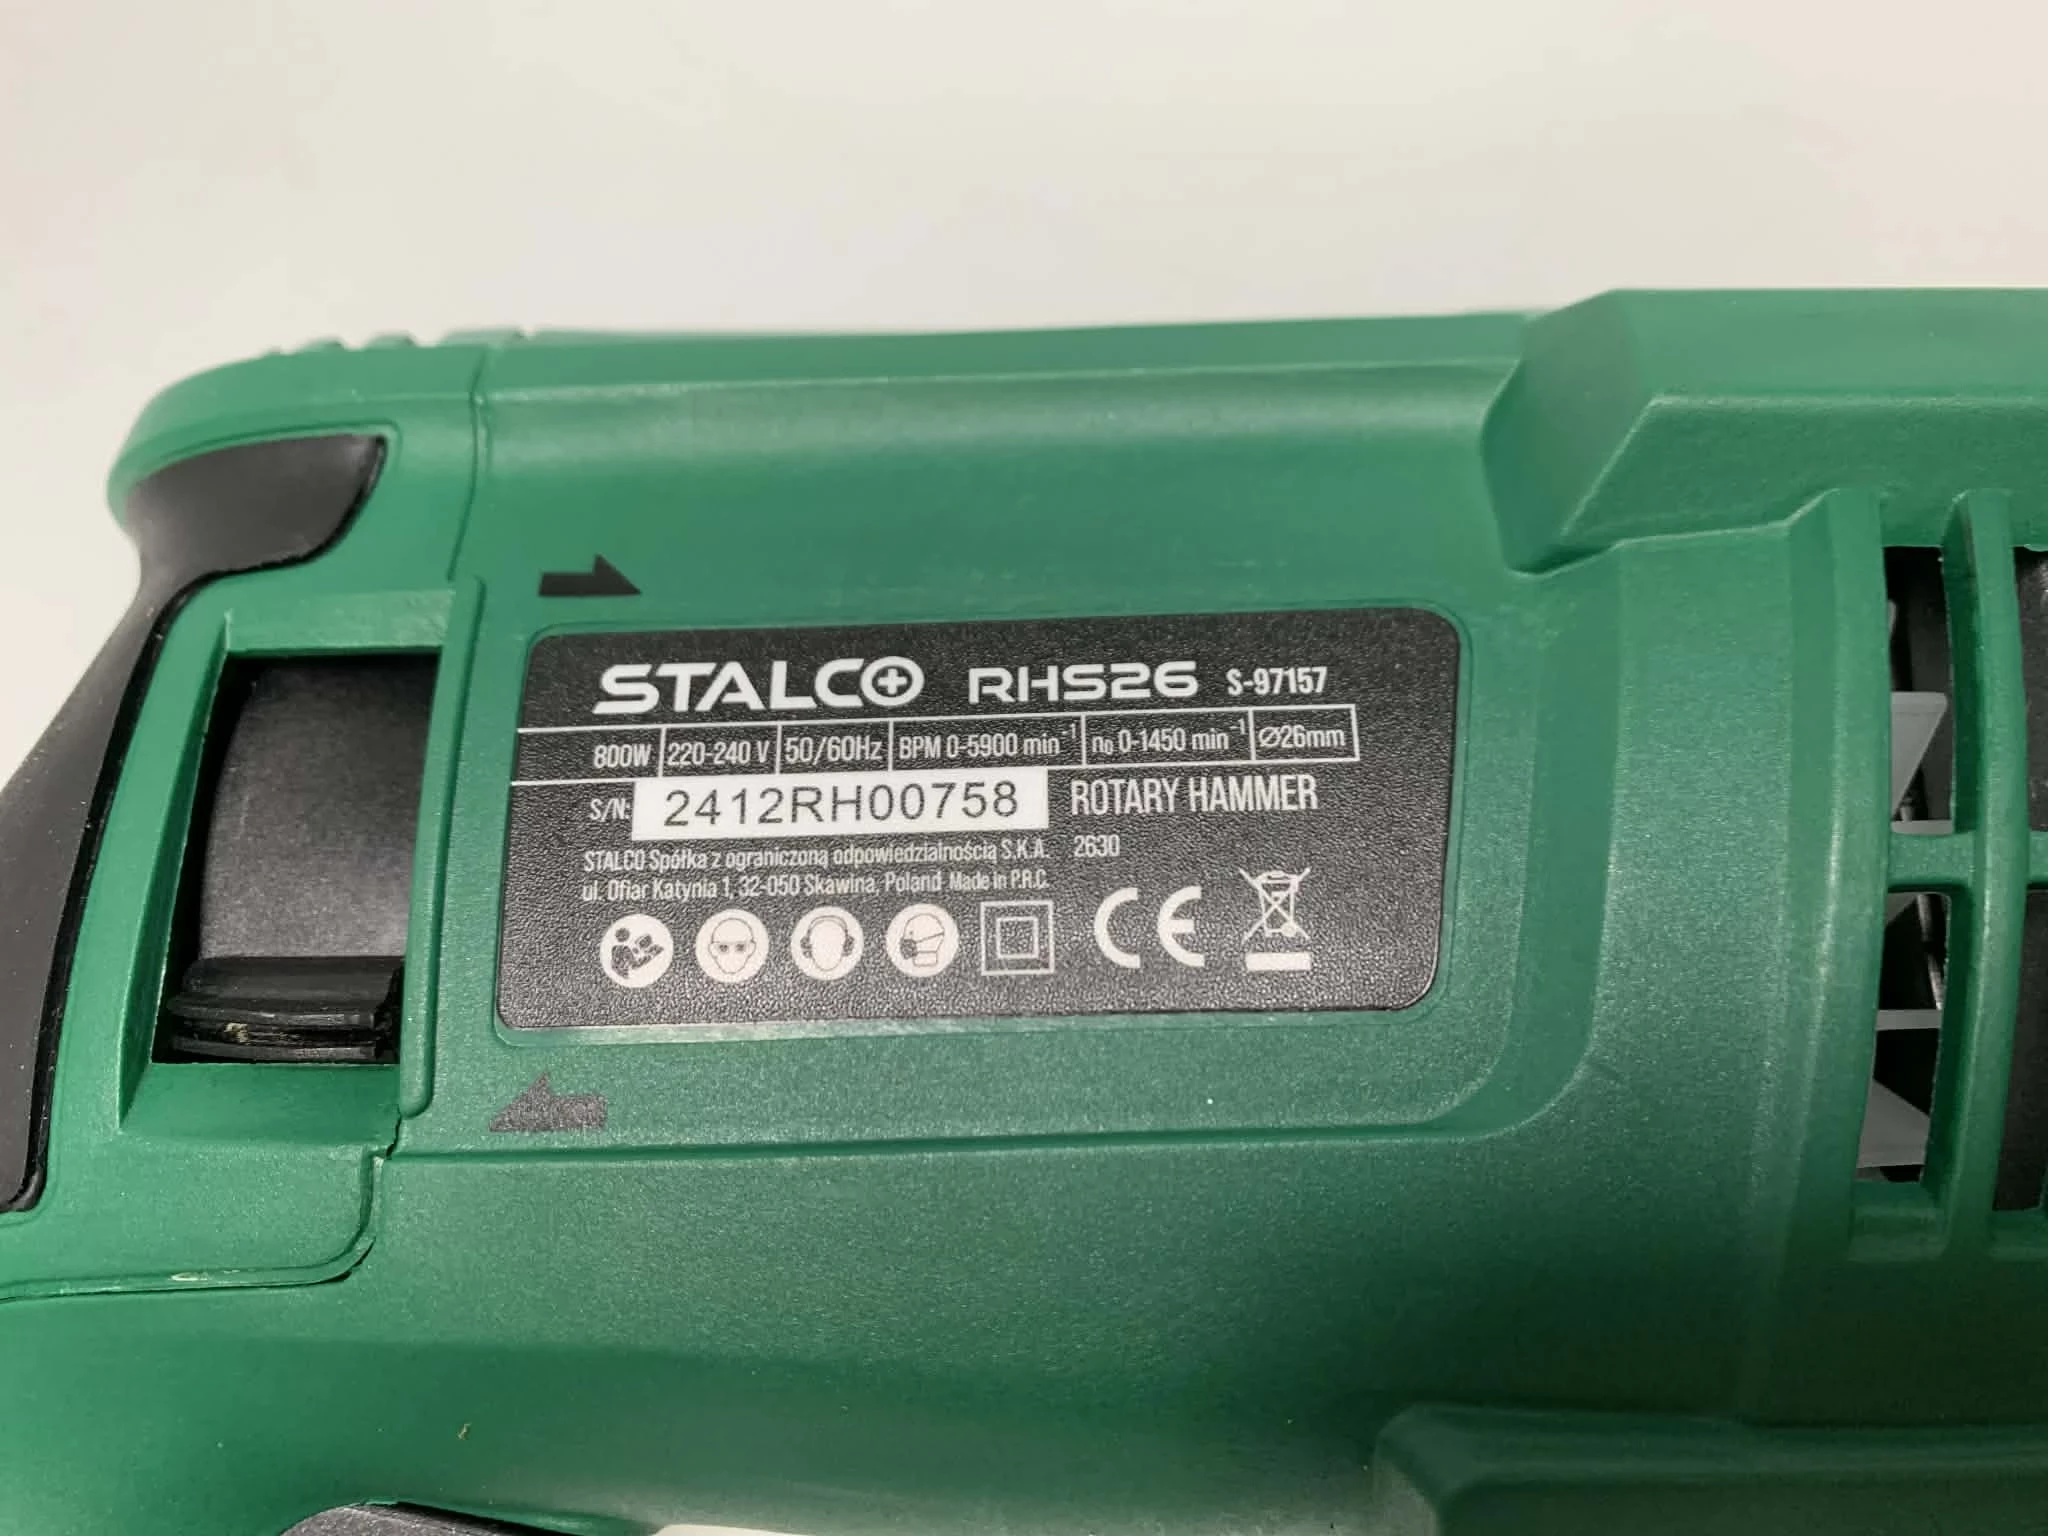 STALCO RHS26 S-97157
800W 220-240 V 50/60Hz BPM 0-5900 min⁻¹ n₀ 0-1450 min⁻¹ Ø26mm
S/N: 2412RH00758 ROTARY HAMMER
STALCO Spółka z ograniczoną odpowiedzialnością S.K.A. 2630
ul. Ofiar Katynia 1, 32-050 Skawina, Poland Made in P.R.C.
CE